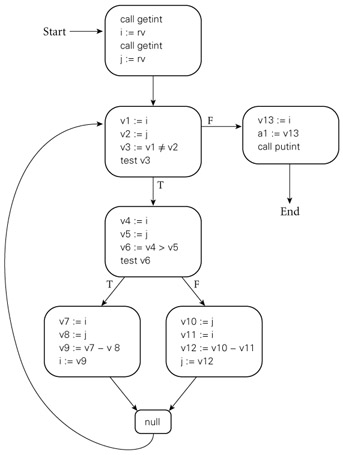 Start
call getint
i := rv
call getint
j := rv
v1 := i
v2 := j
v3 := v1 ≠ v2
test v3
F
v13 := i
a1 := v13
call putint
End
T
v4 := i
v5 := j
v6 := v4 > v5
test v6
T
F
v7 := i
v8 := j
v9 := v7 – v 8
i := v9
v10 := j
v11 := i
v12 := v10 – v11
j := v12
null